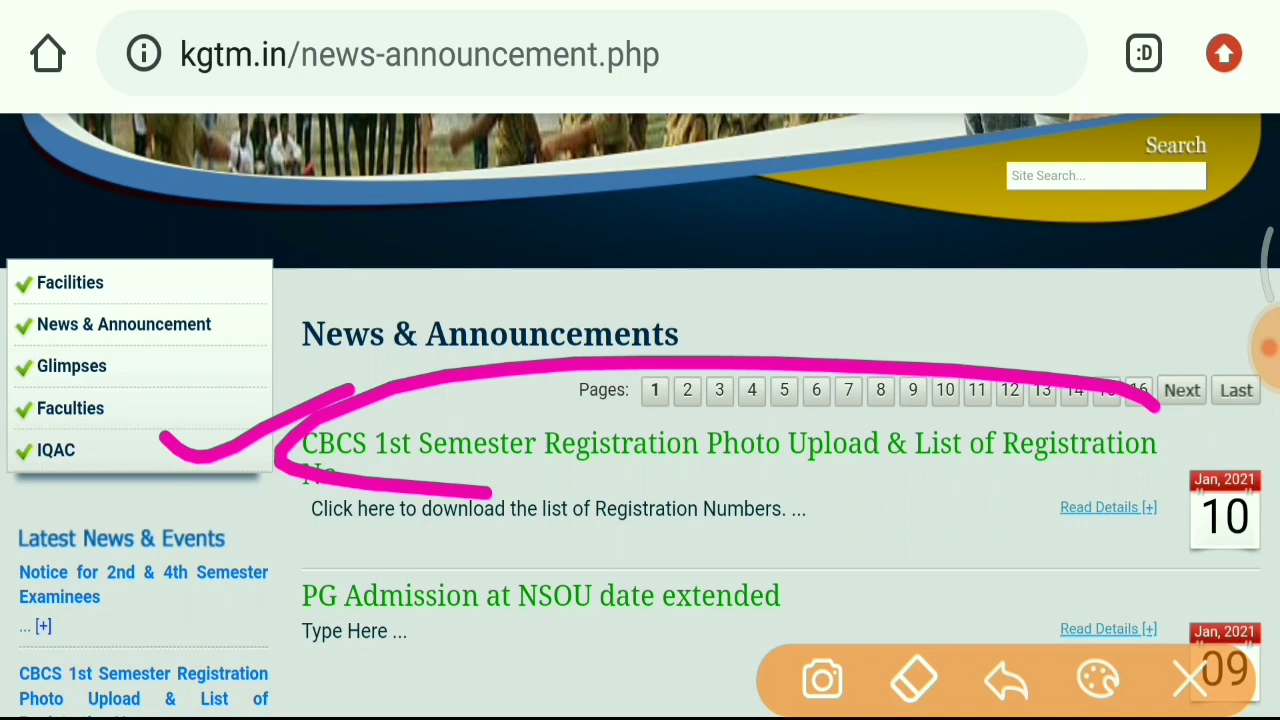 :D
kgtm.in/news-announcement.php
Search
Site Search...
Facilities
News & Announcement
Glimpses
Faculties
IQAC
Latest News & Events
Notice for 2nd & 4th Semester
Examinees
... [+]
CBCS 1st Semester Registration
Photo Upload & List of
News & Announcements
Pages: 1 2 3 4 5 6 7 8 9 10 11 12 13 14 15 16 Next Last
CBCS 1st Semester Registration Photo Upload & List of Registration
No
Click here to download the list of Registration Numbers. ...
Read Details [+]
Jan, 2021
10
PG Admission at NSOU date extended
Type Here ...
Read Details [+]
Jan, 2021
09